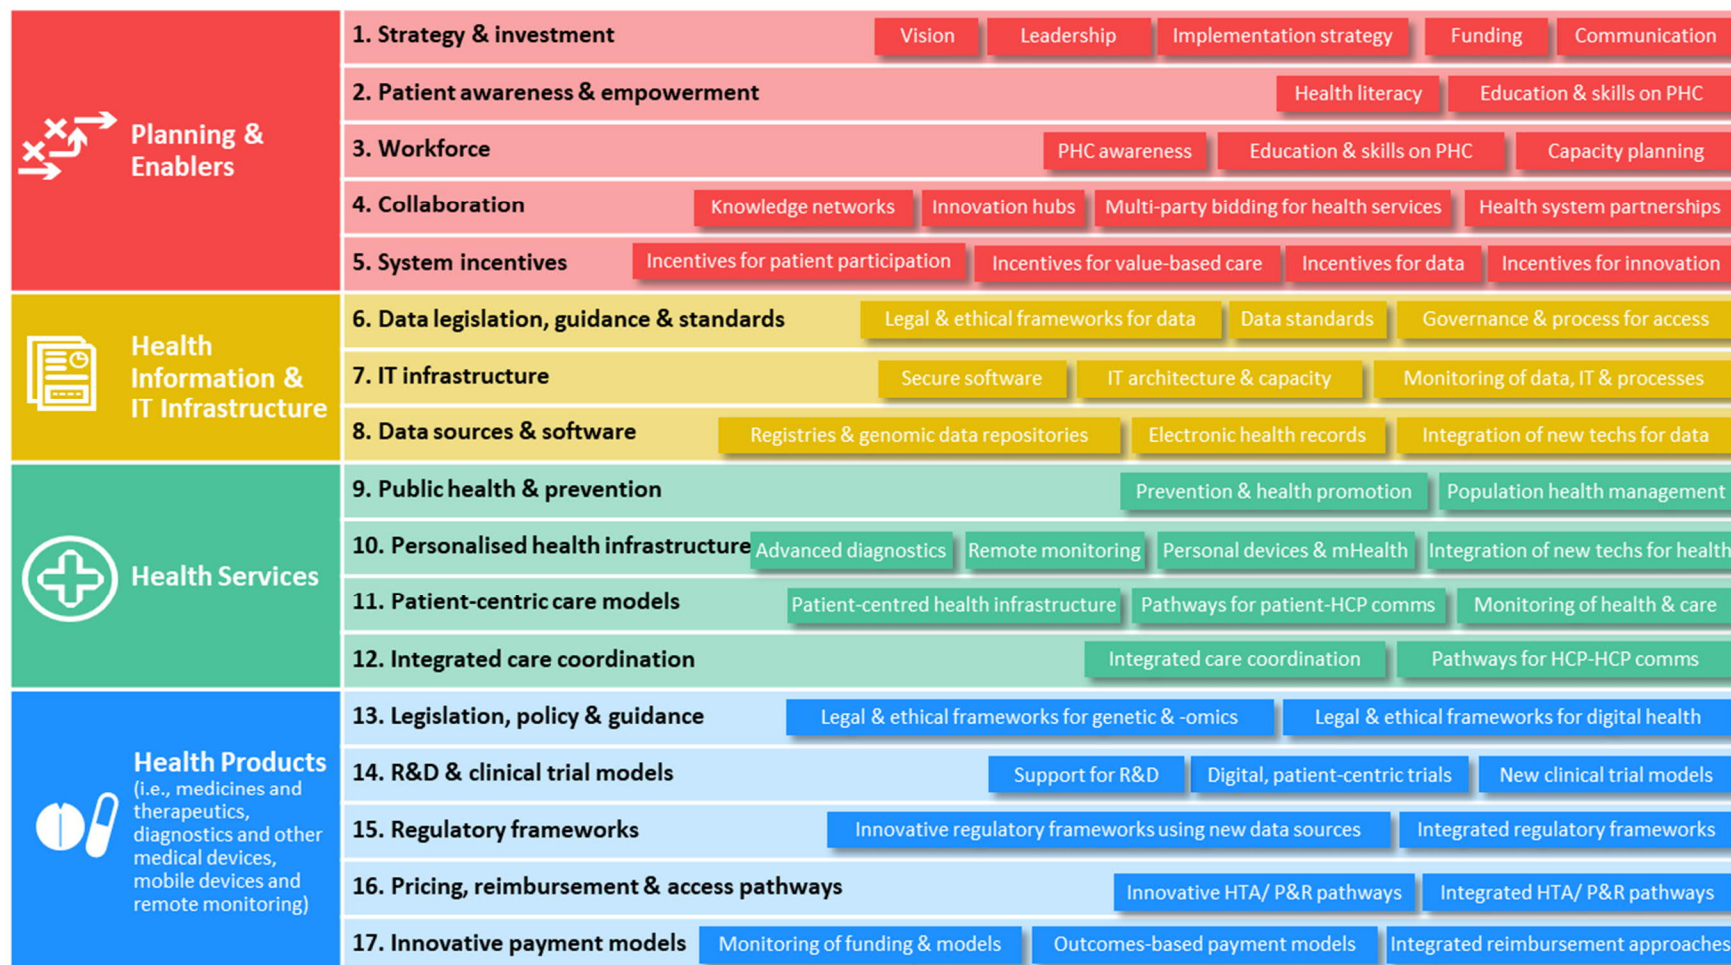 Planning &
Enablers
1. Strategy & investment
Vision
Leadership
Implementation strategy
Funding
Communication
2. Patient awareness & empowerment
Health literacy
Education & skills on PHC
3. Workforce
PHC awareness
Education & skills on PHC
Capacity planning
4. Collaboration
Knowledge networks
Innovation hubs
Multi-party bidding for health services
Health system partnerships
5. System incentives
Incentives for patient participation
Incentives for value-based care
Incentives for data
Incentives for innovation
Health
Information &
IT Infrastructure
6. Data legislation, guidance & standards
Legal & ethical frameworks for data
Data standards
Governance & process for access
7. IT infrastructure
Secure software
IT architecture & capacity
Monitoring of data, IT & processes
8. Data sources & software
Registries & genomic data repositories
Electronic health records
Integration of new techs for data
Health Services
9. Public health & prevention
Prevention & health promotion
Population health management
10. Personalised health infrastructure
Advanced diagnostics
Remote monitoring
Personal devices & mHealth
Integration of new techs for health
11. Patient-centric care models
Patient-centred health infrastructure
Pathways for patient-HCP comms
Monitoring of health & care
12. Integrated care coordination
Integrated care coordination
Pathways for HCP-HCP comms
Health Products
(i.e., medicines and
therapeutics,
diagnostics and other
medical devices,
mobile devices and
remote monitoring)
13. Legislation, policy & guidance
Legal & ethical frameworks for genetic & -omics
Legal & ethical frameworks for digital health
14. R&D & clinical trial models
Support for R&D
Digital, patient-centric trials
New clinical trial models
15. Regulatory frameworks
Innovative regulatory frameworks using new data sources
Integrated regulatory frameworks
16. Pricing, reimbursement & access pathways
Innovative HTA/ P&R pathways
Integrated HTA/ P&R pathways
17. Innovative payment models
Monitoring of funding & models
Outcomes-based payment models
Integrated reimbursement approaches